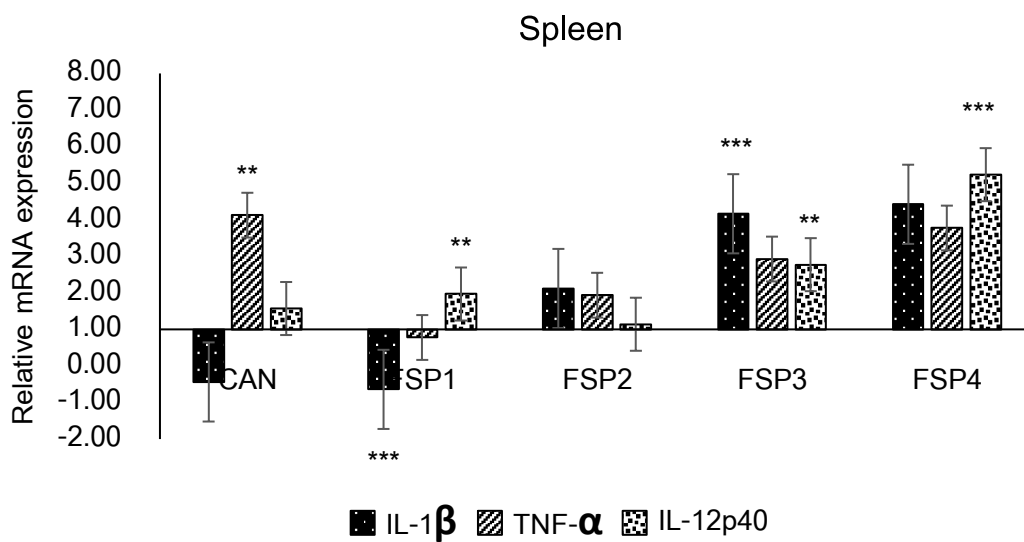 Spleen
Relative mRNA expression
8.00
7.00
6.00
5.00
4.00
3.00
2.00
1.00
0.00
-1.00
-2.00
**
***
**
***
**
***
CAN
FSP1
FSP2
FSP3
FSP4
IL-1β TNF-α IL-12p40